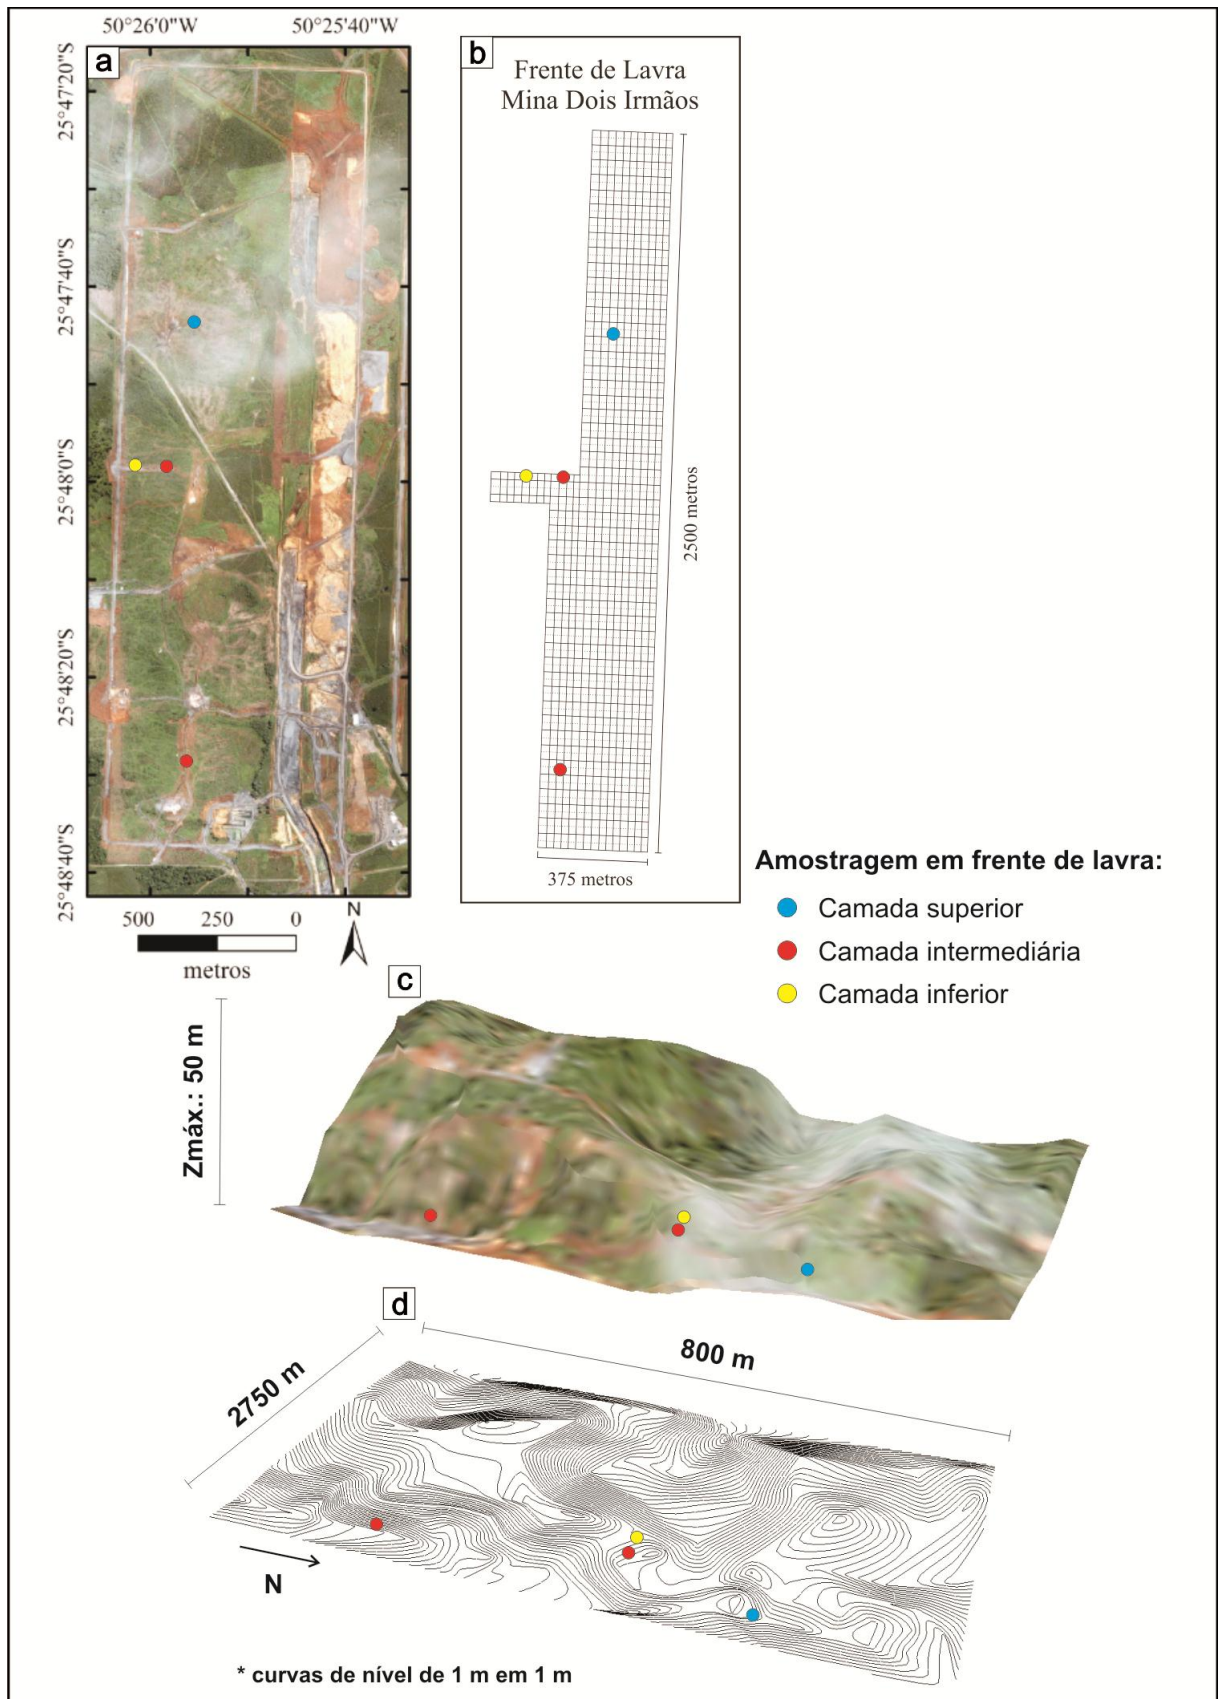 50°26'0"W
50°25'40"W
a
25°47'20"S
25°47'40"S
25°48'0"S
25°48'20"S
25°48'40"S
500
250
0
N
metros
b
Frente de Lavra
Mina Dois Irmãos
2500 metros
375 metros
Amostragem em frente de lavra:
Camada superior
Camada intermediária
Camada inferior
c
Zmáx.: 50 m
d
2750 m
800 m
N
* curvas de nível de 1 m em 1 m